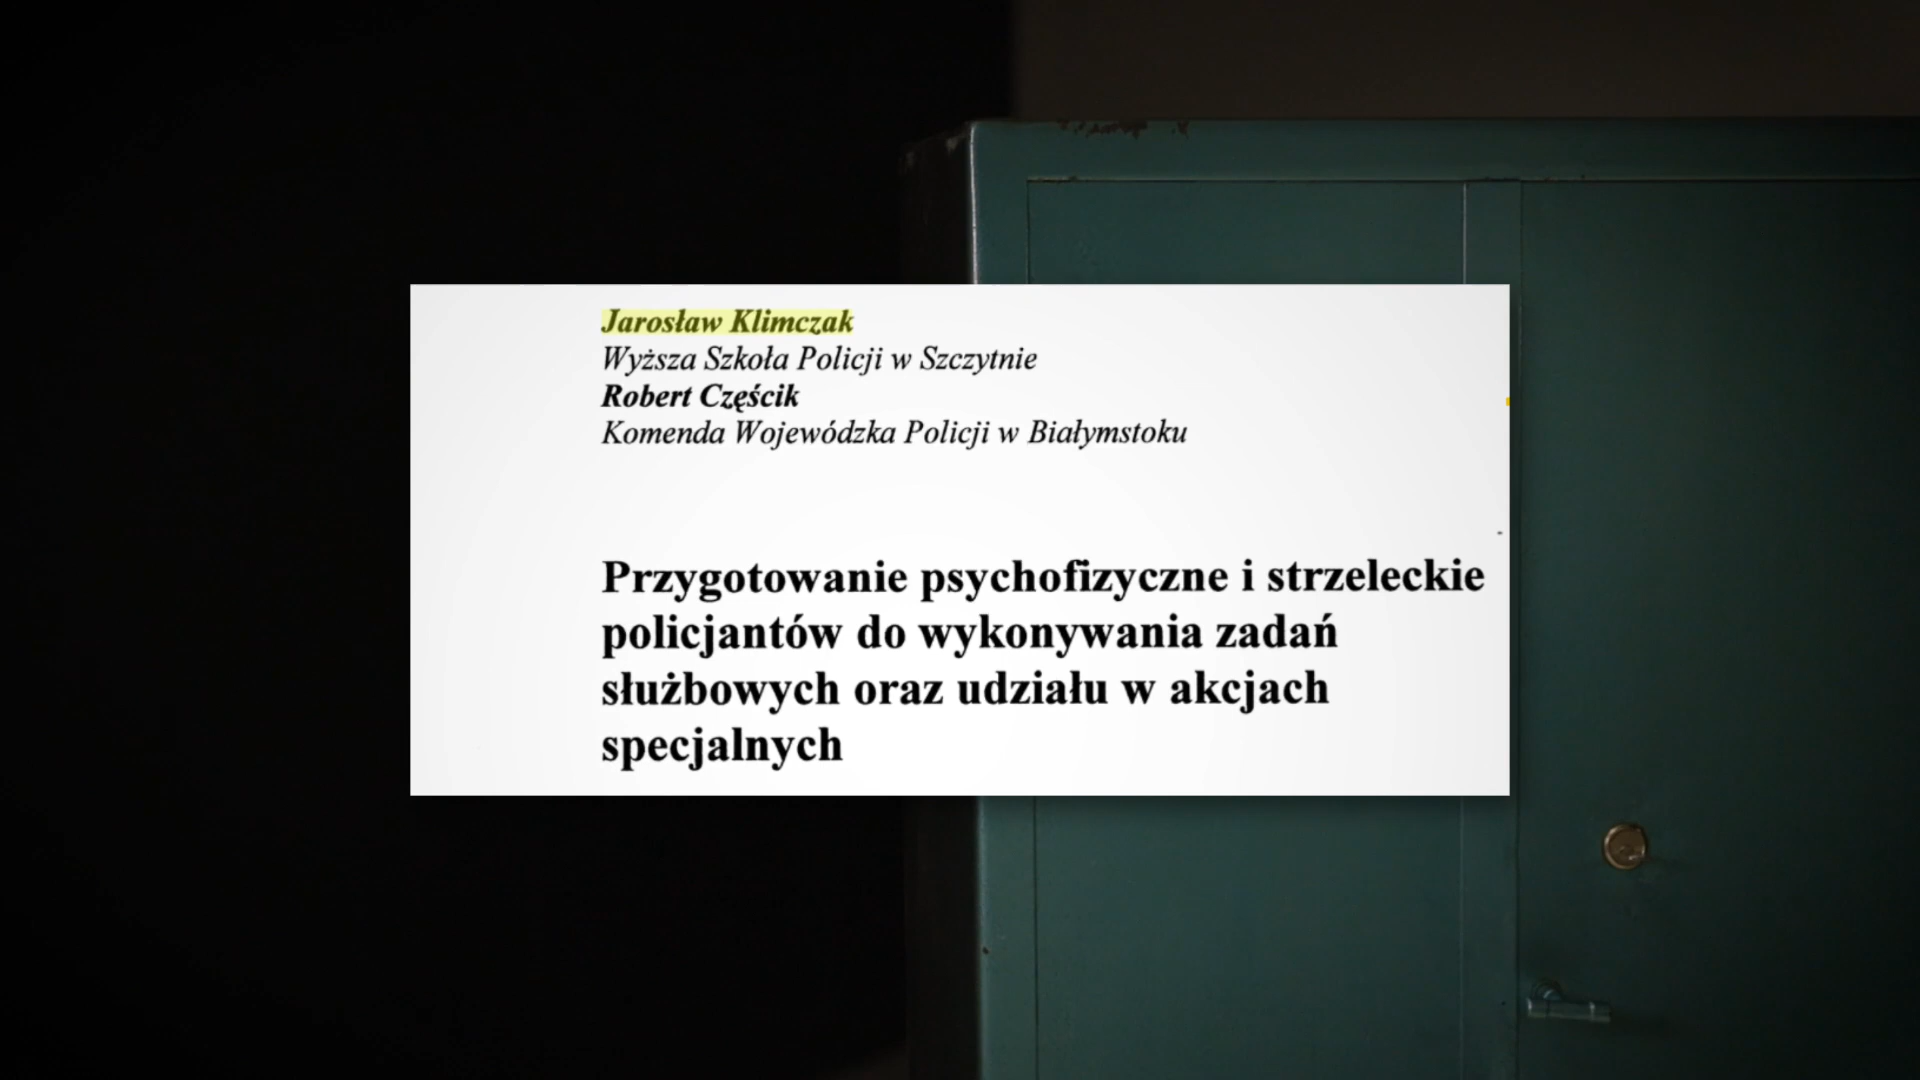 Jarosław Klimczak
Wyższa Szkoła Policji w Szczytnie
Robert Częścik
Komenda Wojewódzka Policji w Białymstoku
Przygotowanie psychofizyczne i strzeleckie
policjantów do wykonywania zadań
służbowych oraz udziału w akcjach
specjalnych